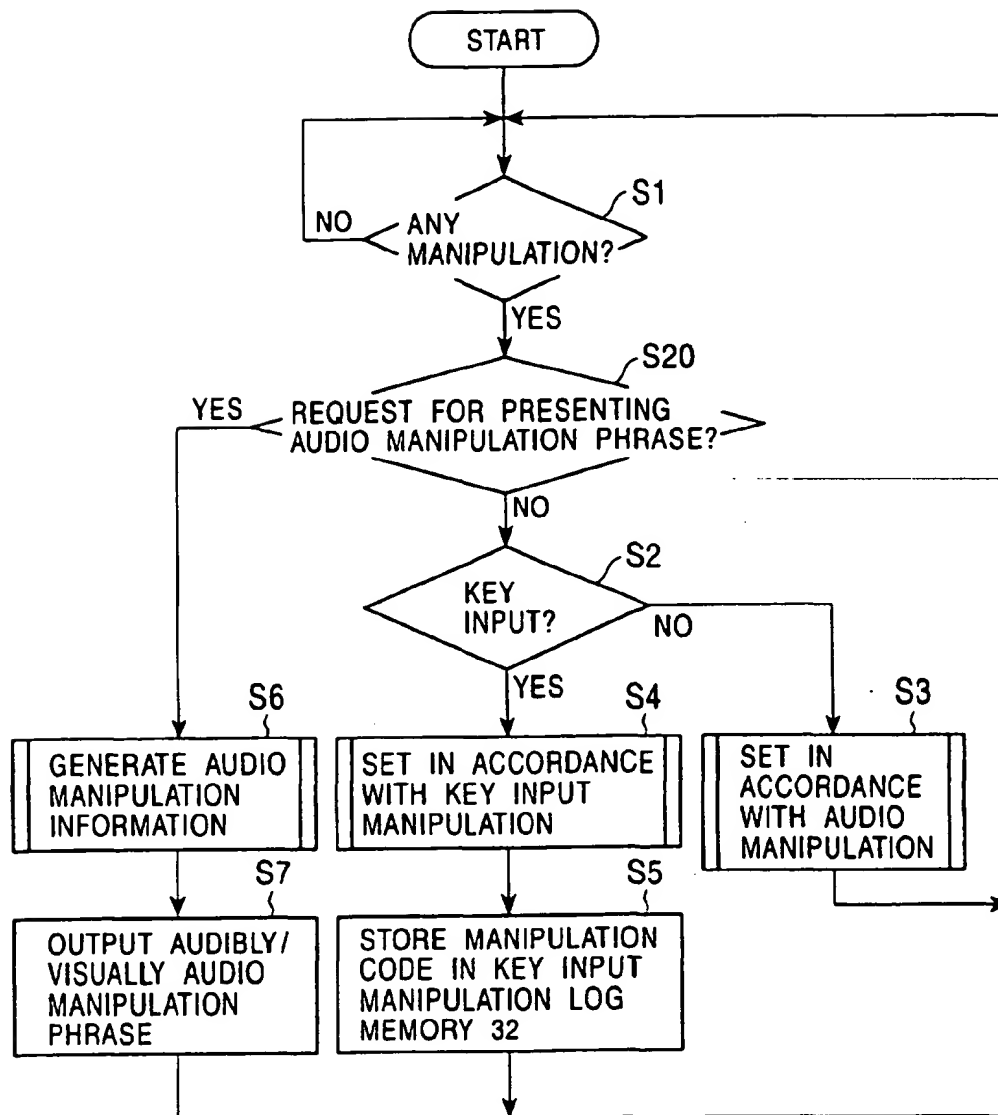 START
S1
NO
ANY
MANIPULATION?
YES
S20
YES
REQUEST FOR PRESENTING
AUDIO MANIPULATION PHRASE?
NO
S2
KEY
INPUT?
NO
YES
S6
S4
S3
GENERATE AUDIO
MANIPULATION
INFORMATION
SET IN ACCORDANCE
WITH KEY INPUT
MANIPULATION
SET IN
ACCORDANCE
WITH AUDIO
MANIPULATION
S7
S5
OUTPUT AUDIBLY/
VISUALLY AUDIO
MANIPULATION
PHRASE
STORE MANIPULATION
CODE IN KEY INPUT
MANIPULATION LOG
MEMORY 32